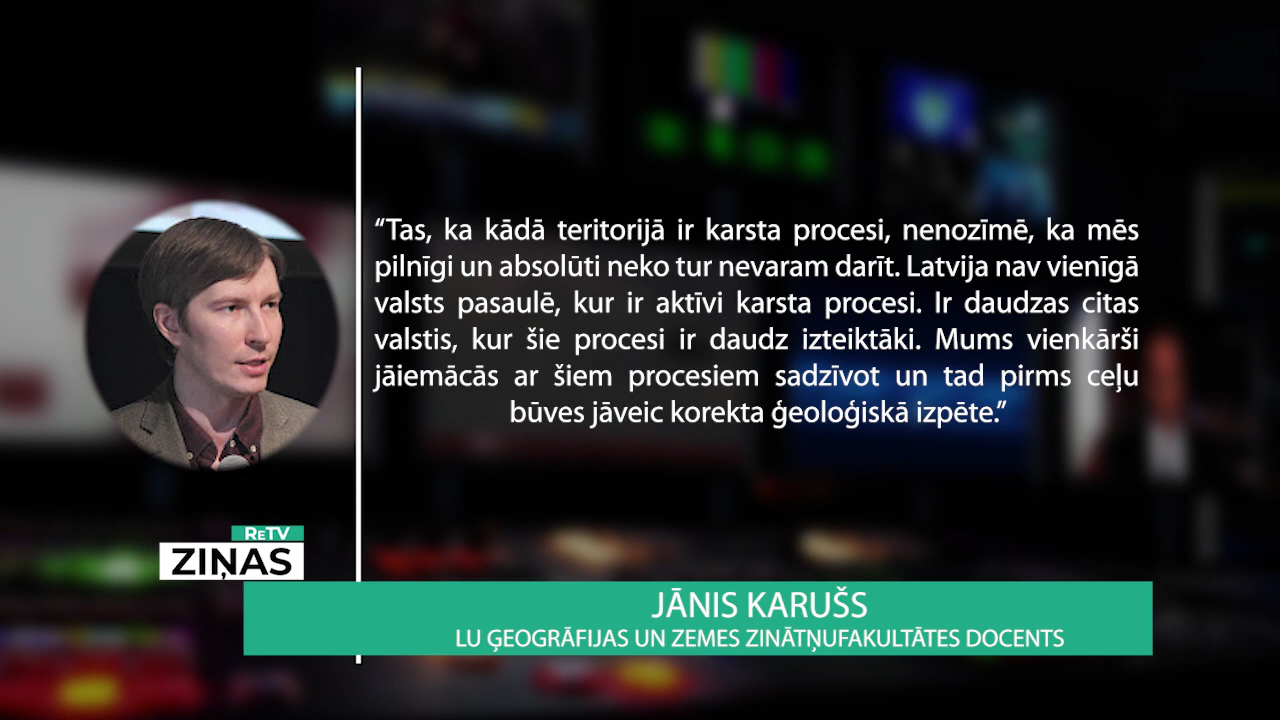 “Tas, ka kādā teritorijā ir karsta procesi, nenozīmē, ka mēs
pilnīgi un absolūti neko tur nevaram darīt. Latvija nav vienīgā
valsts pasaulē, kur ir aktīvi karsta procesi. Ir daudzas citas
valstis, kur šie procesi ir daudz izteiktāki. Mums vienkārši
jāiemācās ar šiem procesiem sadzīvot un tad pirms ceļu
būves jāveic korekta ģeoloģiskā izpēte.”
RETV
ZIŅAS
JĀNIS KARUŠS
LU ĢEOGRĀFIJAS UN ZEMES ZINĀTŅUFAKULTĀTES DOCENTS